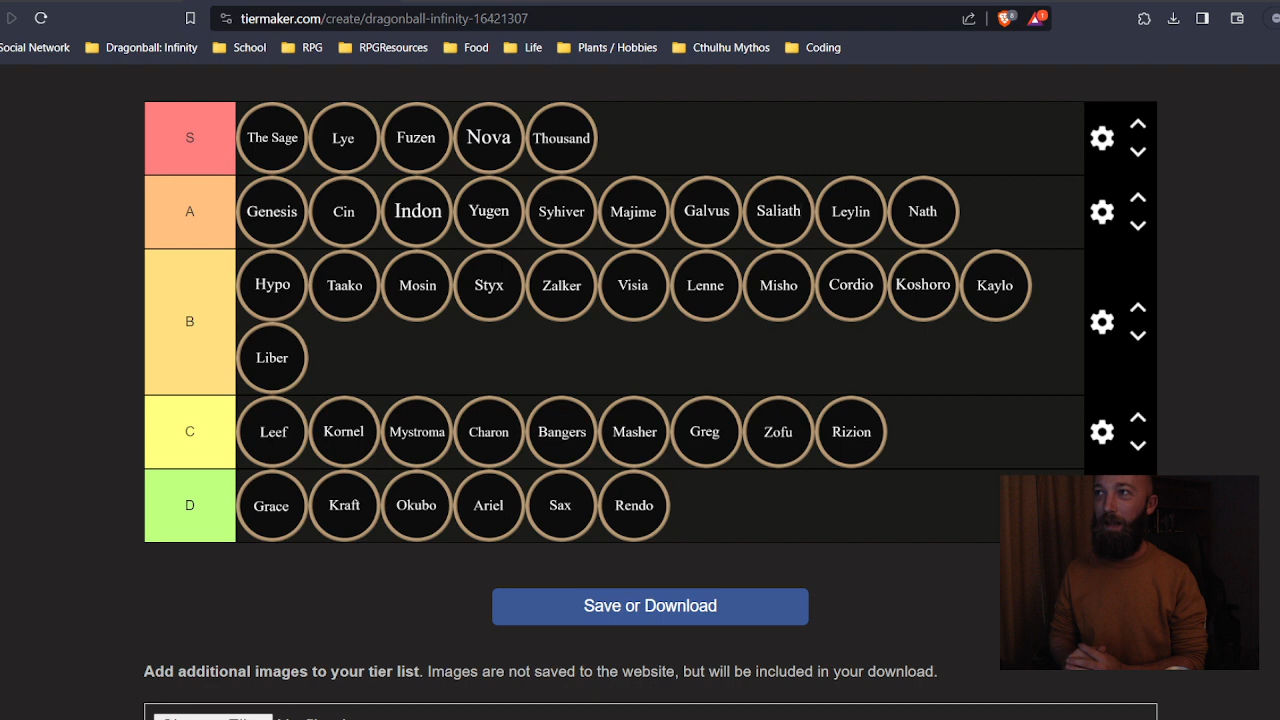 tiermaker.com/create/dragonball-infinity-16421307
8
1
Social Network Dragonball: Infinity School RPG RPGResources Food Life Plants / Hobbies Cthulhu Mythos Coding
S The Sage Lye Fuzen Nova Thousand
A Genesis Cin Indon Yugen Syhiver Majime Galvus Saliath Leylin Nath
B Hypo Taako Mosin Styx Zalker Visia Lenne Misho Cordio Koshoro Kaylo
Liber
C Leef Kornel Mystroma Charon Bangers Masher Greg Zofu Rizion
D Grace Kraft Okubo Ariel Sax Rendo
Save or Download
Add additional images to your tier list. Images are not saved to the website, but will be included in your download.